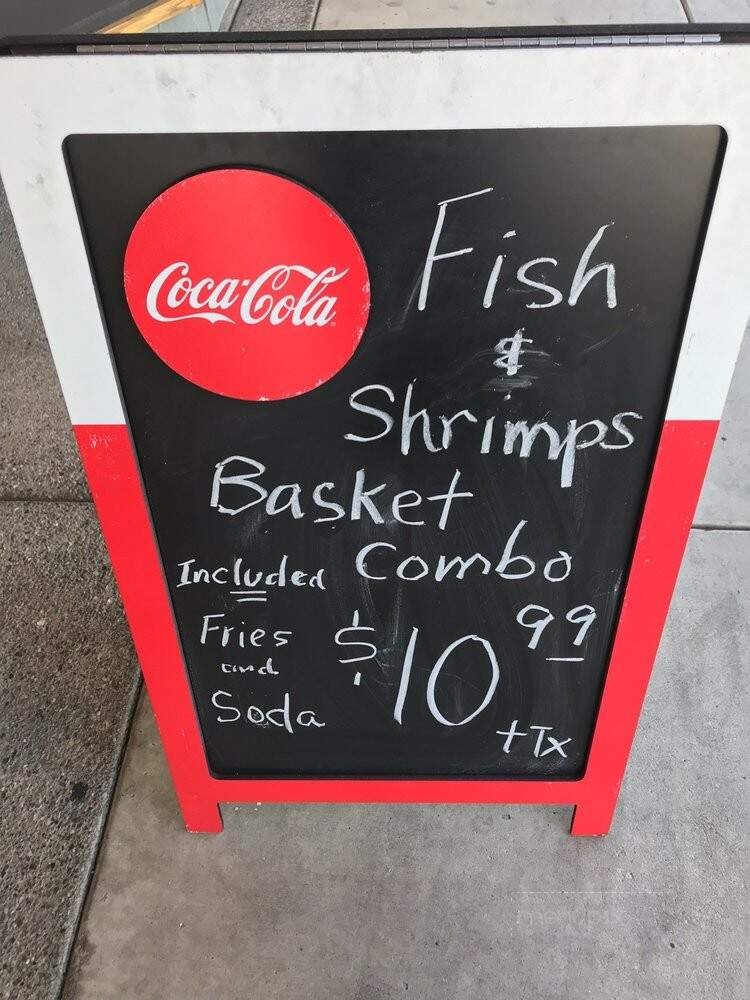 Coca-Cola
Fish
&
Shrimps
Basket
Combo
Included
Fries
and
Soda
$10.99
+Tx